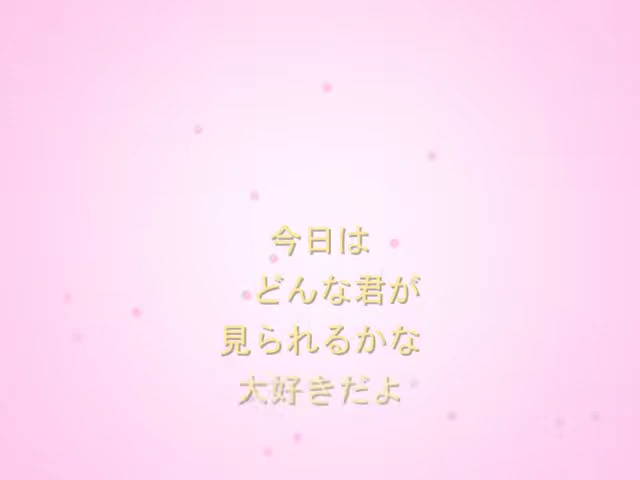 今日は
どんな君が
見られるかな
大好きだよ